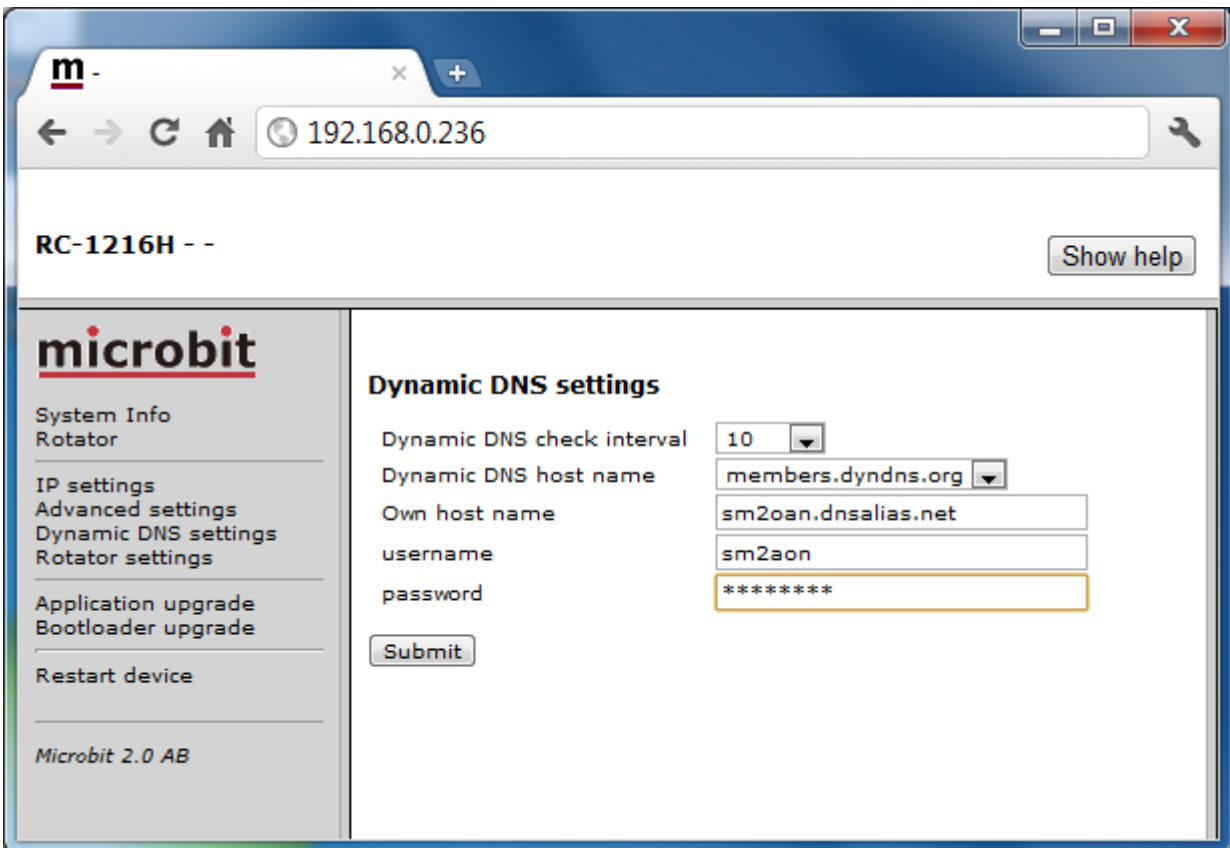 m -
192.168.0.236
RC-1216H - -
Show help
microbit
System Info
Rotator
IP settings
Advanced settings
Dynamic DNS settings
Rotator settings
Application upgrade
Bootloader upgrade
Restart device
Microbit 2.0 AB
Dynamic DNS settings
Dynamic DNS check interval 10
Dynamic DNS host name members.dyndns.org
Own host name sm2oan.dnsalias.net
username sm2aon
password ********
Submit